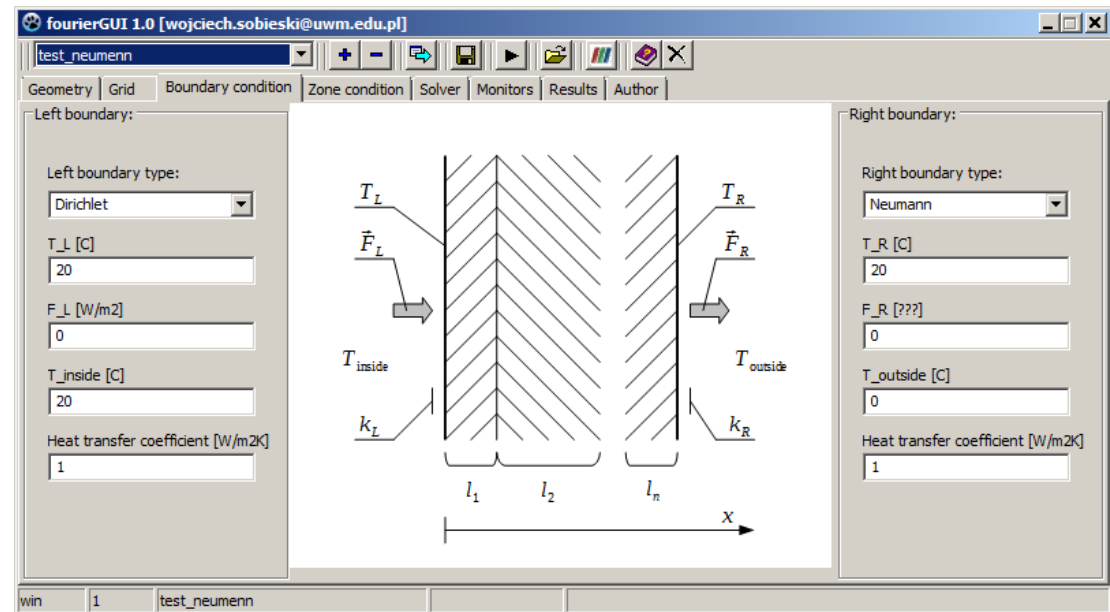 fourierGUI 1.0 [wojciech.sobieski@uwm.edu.pl]
test_neumenn
Geometry Grid Boundary condition Zone condition Solver Monitors Results Author
Left boundary:
Left boundary type:
Dirichlet
T_L [C]
20
F_L [W/m2]
0
T_inside [C]
20
Heat transfer coefficient [W/m2K]
1
T_L
F⃗_L
T_inside
k_L
T_R
F⃗_R
T_outside
k_R
l_1 l_2 l_n
x
Right boundary:
Right boundary type:
Neumann
T_R [C]
20
F_R [???]
0
T_outside [C]
0
Heat transfer coefficient [W/m2K]
1
win 1 test_neumenn